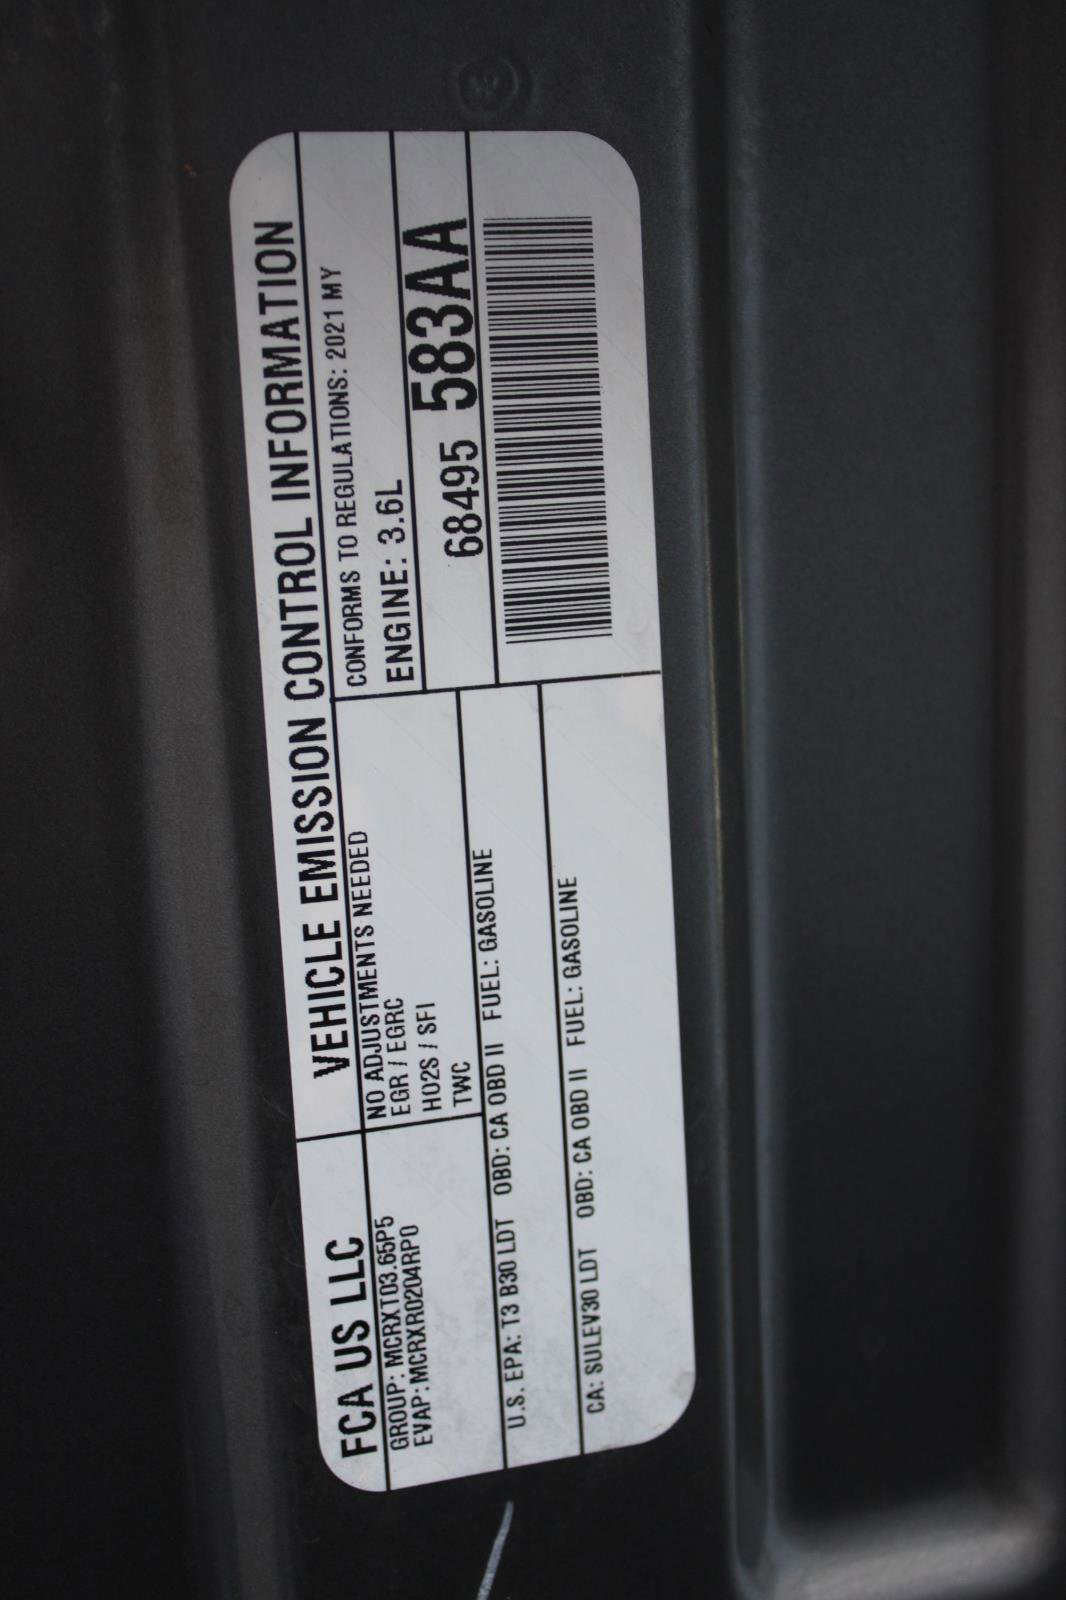 FCA US LLC
VEHICLE EMISSION CONTROL INFORMATION
GROUP: MCRXT03.65P5
EVAP: MCRXR0204RP0
NO ADJUSTMENTS NEEDED
EGR / EGRC
HO2S / SFI
TWC
CONFORMS TO REGULATIONS: 2021 MY
ENGINE: 3.6L
68495 583AA
U.S. EPA: T3 B30 LDT OBD: CA OBD II FUEL: GASOLINE
CA: SULEV30 LDT OBD: CA OBD II FUEL: GASOLINE